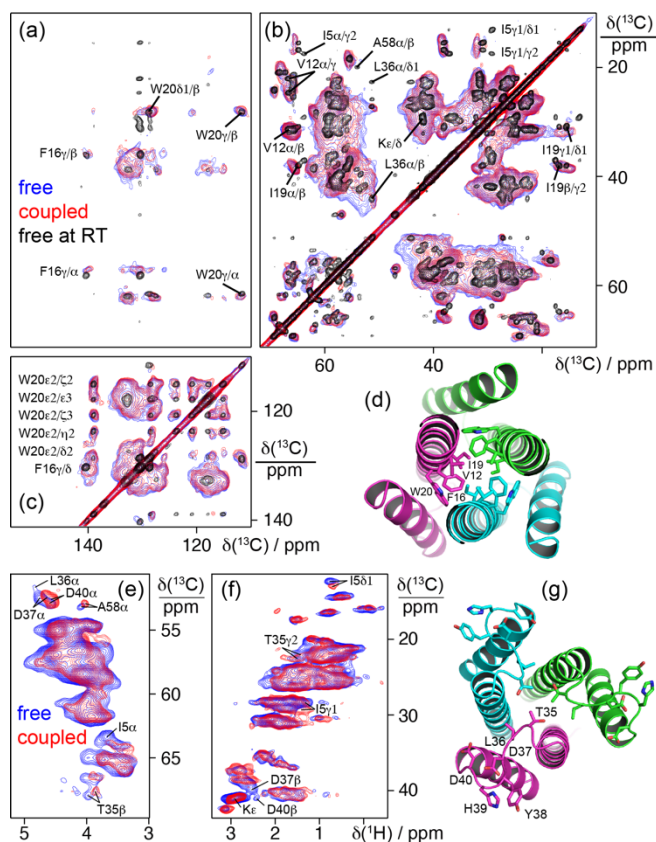 (a)
W20δ1/β
W20γ/β
F16γ/β
free
coupled
free at RT
F16γ/α
W20γ/α
(b)
δ(¹³C)
ppm
I5α/γ2
A58α/β
I5γ1/δ1
V12α/γ
L36α/δ1
I5γ1/γ2
20
V12α/β
Kε/δ
I19γ1/δ1
40
I19α/β
L36α/β
I19β/γ2
60
60
40
20
δ(¹³C) / ppm
W20ε2/ζ2
W20ε2/ε3
W20ε2/ζ3
W20ε2/η2
W20ε2/δ2
F16γ/δ
(c)
120
δ(¹³C)
ppm
140
140
120
δ(¹³C) / ppm
(d)
I19
V12
W20
F16
(e)
L36α
D40α
D37α
A58α
free
coupled
I5α
T35β
δ(¹³C)
ppm
55
60
65
5
4
3
(f)
I5δ1
T35γ2
I5γ1
D37β
Kε
D40β
δ(¹³C)
ppm
20
30
40
3
2
1
δ(¹H) / ppm
(g)
T35
L36
D37
D40
H39
Y38